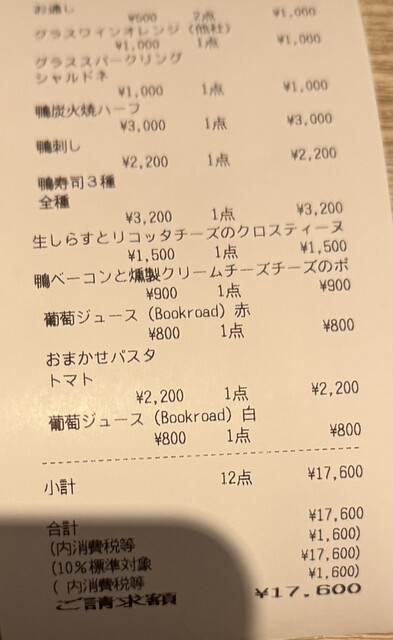 お通し
¥500 2点 ¥1,000
グラスワインオレンジ（他社）
¥1,000 1点 ¥1,000
グラススパークリング
シャルドネ
¥1,000 1点 ¥1,000
鴨炭火焼ハーフ
¥3,000 1点 ¥3,000
鴨刺し
¥2,200 1点 ¥2,200
鴨寿司３種
全種
¥3,200 1点 ¥3,200
生しらすとリコッタチーズのクロスティーヌ
¥1,500 1点 ¥1,500
鴨ベーコンと燻製クリームチーズチーズのポ
¥900 1点 ¥900
葡萄ジュース（Bookroad）赤
¥800 1点 ¥800
おまかせパスタ
トマト
¥2,200 1点 ¥2,200
葡萄ジュース（Bookroad）白
¥800 1点 ¥800
小計 12点 ¥17,600
合計 ¥17,600
(内消費税等 ¥1,600)
(10%標準対象 ¥17,600)
( 内消費税等 ¥1,600)
ご請求額 ¥17,600